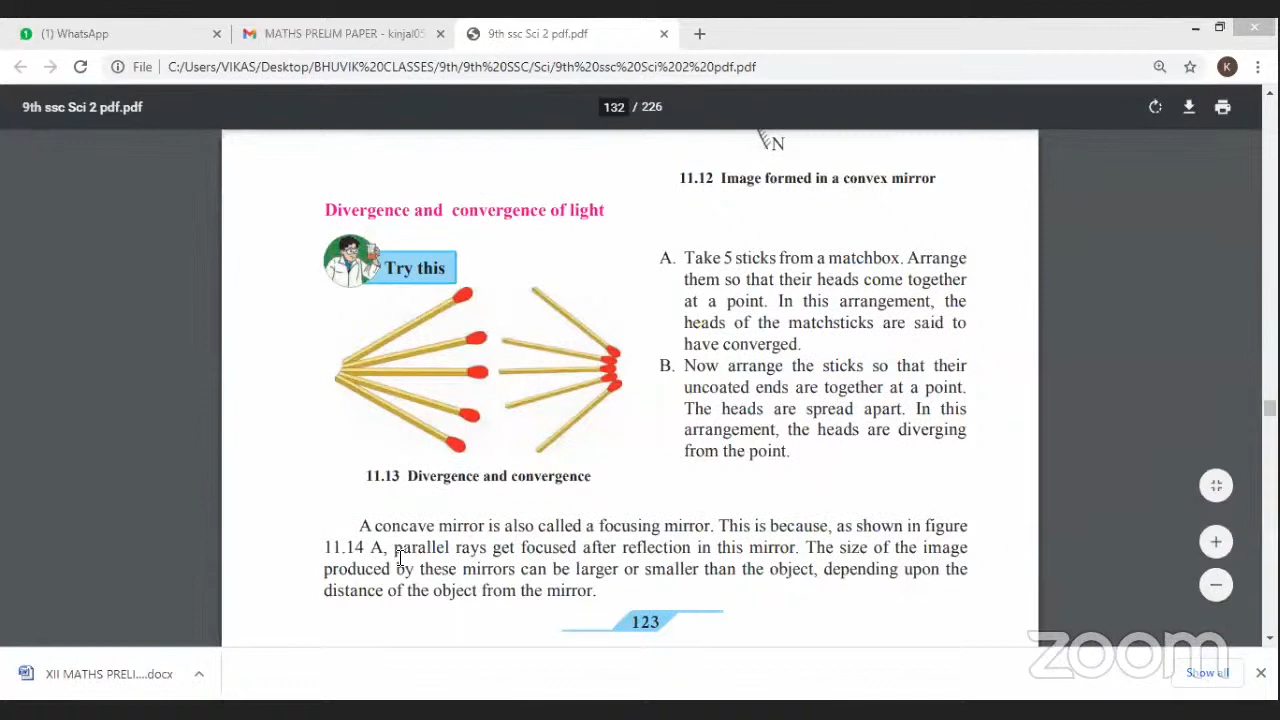 (1) WhatsApp
MATHS PRELIM PAPER - kinjal05
9th ssc Sci 2 pdf.pdf
File
C:/Users/VIKAS/Desktop/BHUVIK%20CLASSES/9th/9th%20SSC/Sci/9th%20ssc%20Sci%202%20pdf.pdf
K
9th ssc Sci 2 pdf.pdf
132 / 226
N
11.12 Image formed in a convex mirror
Divergence and convergence of light
Try this
A. Take 5 sticks from a matchbox. Arrange
them so that their heads come together
at a point. In this arrangement, the
heads of the matchsticks are said to
have converged.
B. Now arrange the sticks so that their
uncoated ends are together at a point.
The heads are spread apart. In this
arrangement, the heads are diverging
from the point.
11.13 Divergence and convergence
A concave mirror is also called a focusing mirror. This is because, as shown in figure
11.14 A, parallel rays get focused after reflection in this mirror. The size of the image
produced by these mirrors can be larger or smaller than the object, depending upon the
distance of the object from the mirror.
123
zoom
XII MATHS PRELI....docx
Show all